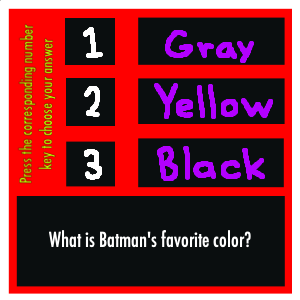 Press the corresponding number
key to choose your answer
1 Gray
2 Yellow
3 Black
What is Batman's favorite color?